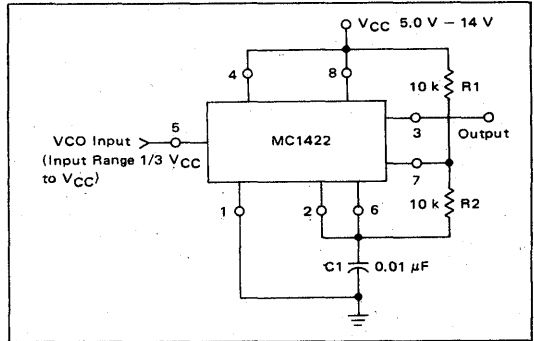 VCC 5.0 V – 14 V
4
8
10 k R1
VCO Input
(Input Range 1/3 VCC
to VCC)
5
MC1422
3
Output
7
1
2
6
10 k R2
C1 0.01 µF